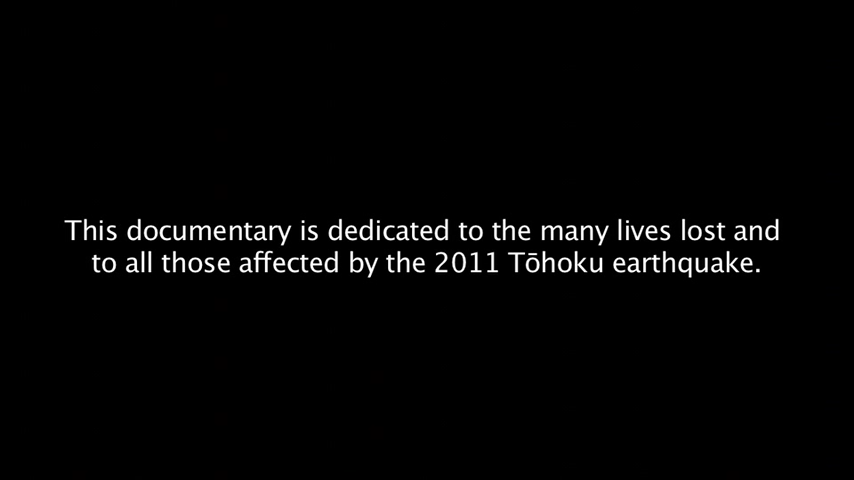 This documentary is dedicated to the many lives lost and
to all those affected by the 2011 Tōhoku earthquake.